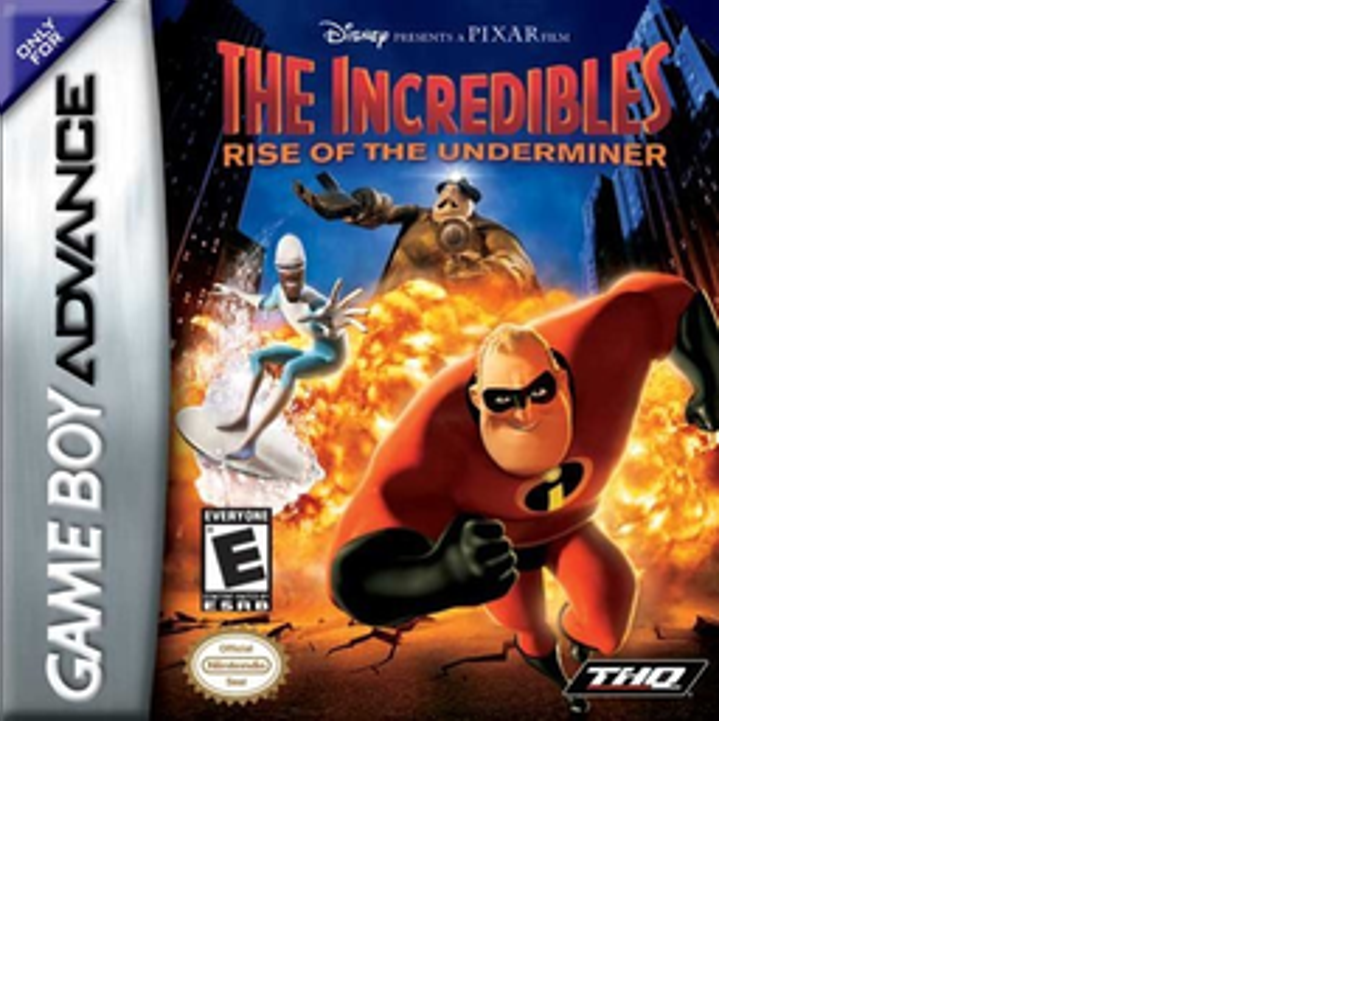 ONLY
FOR
GAME BOY ADVANCE
Disney PRESENTS A PIXAR FILM
THE INCREDIBLES
RISE OF THE UNDERMINER
EVERYONE
E
ESRB
Official
Nintendo
Seal
THQ